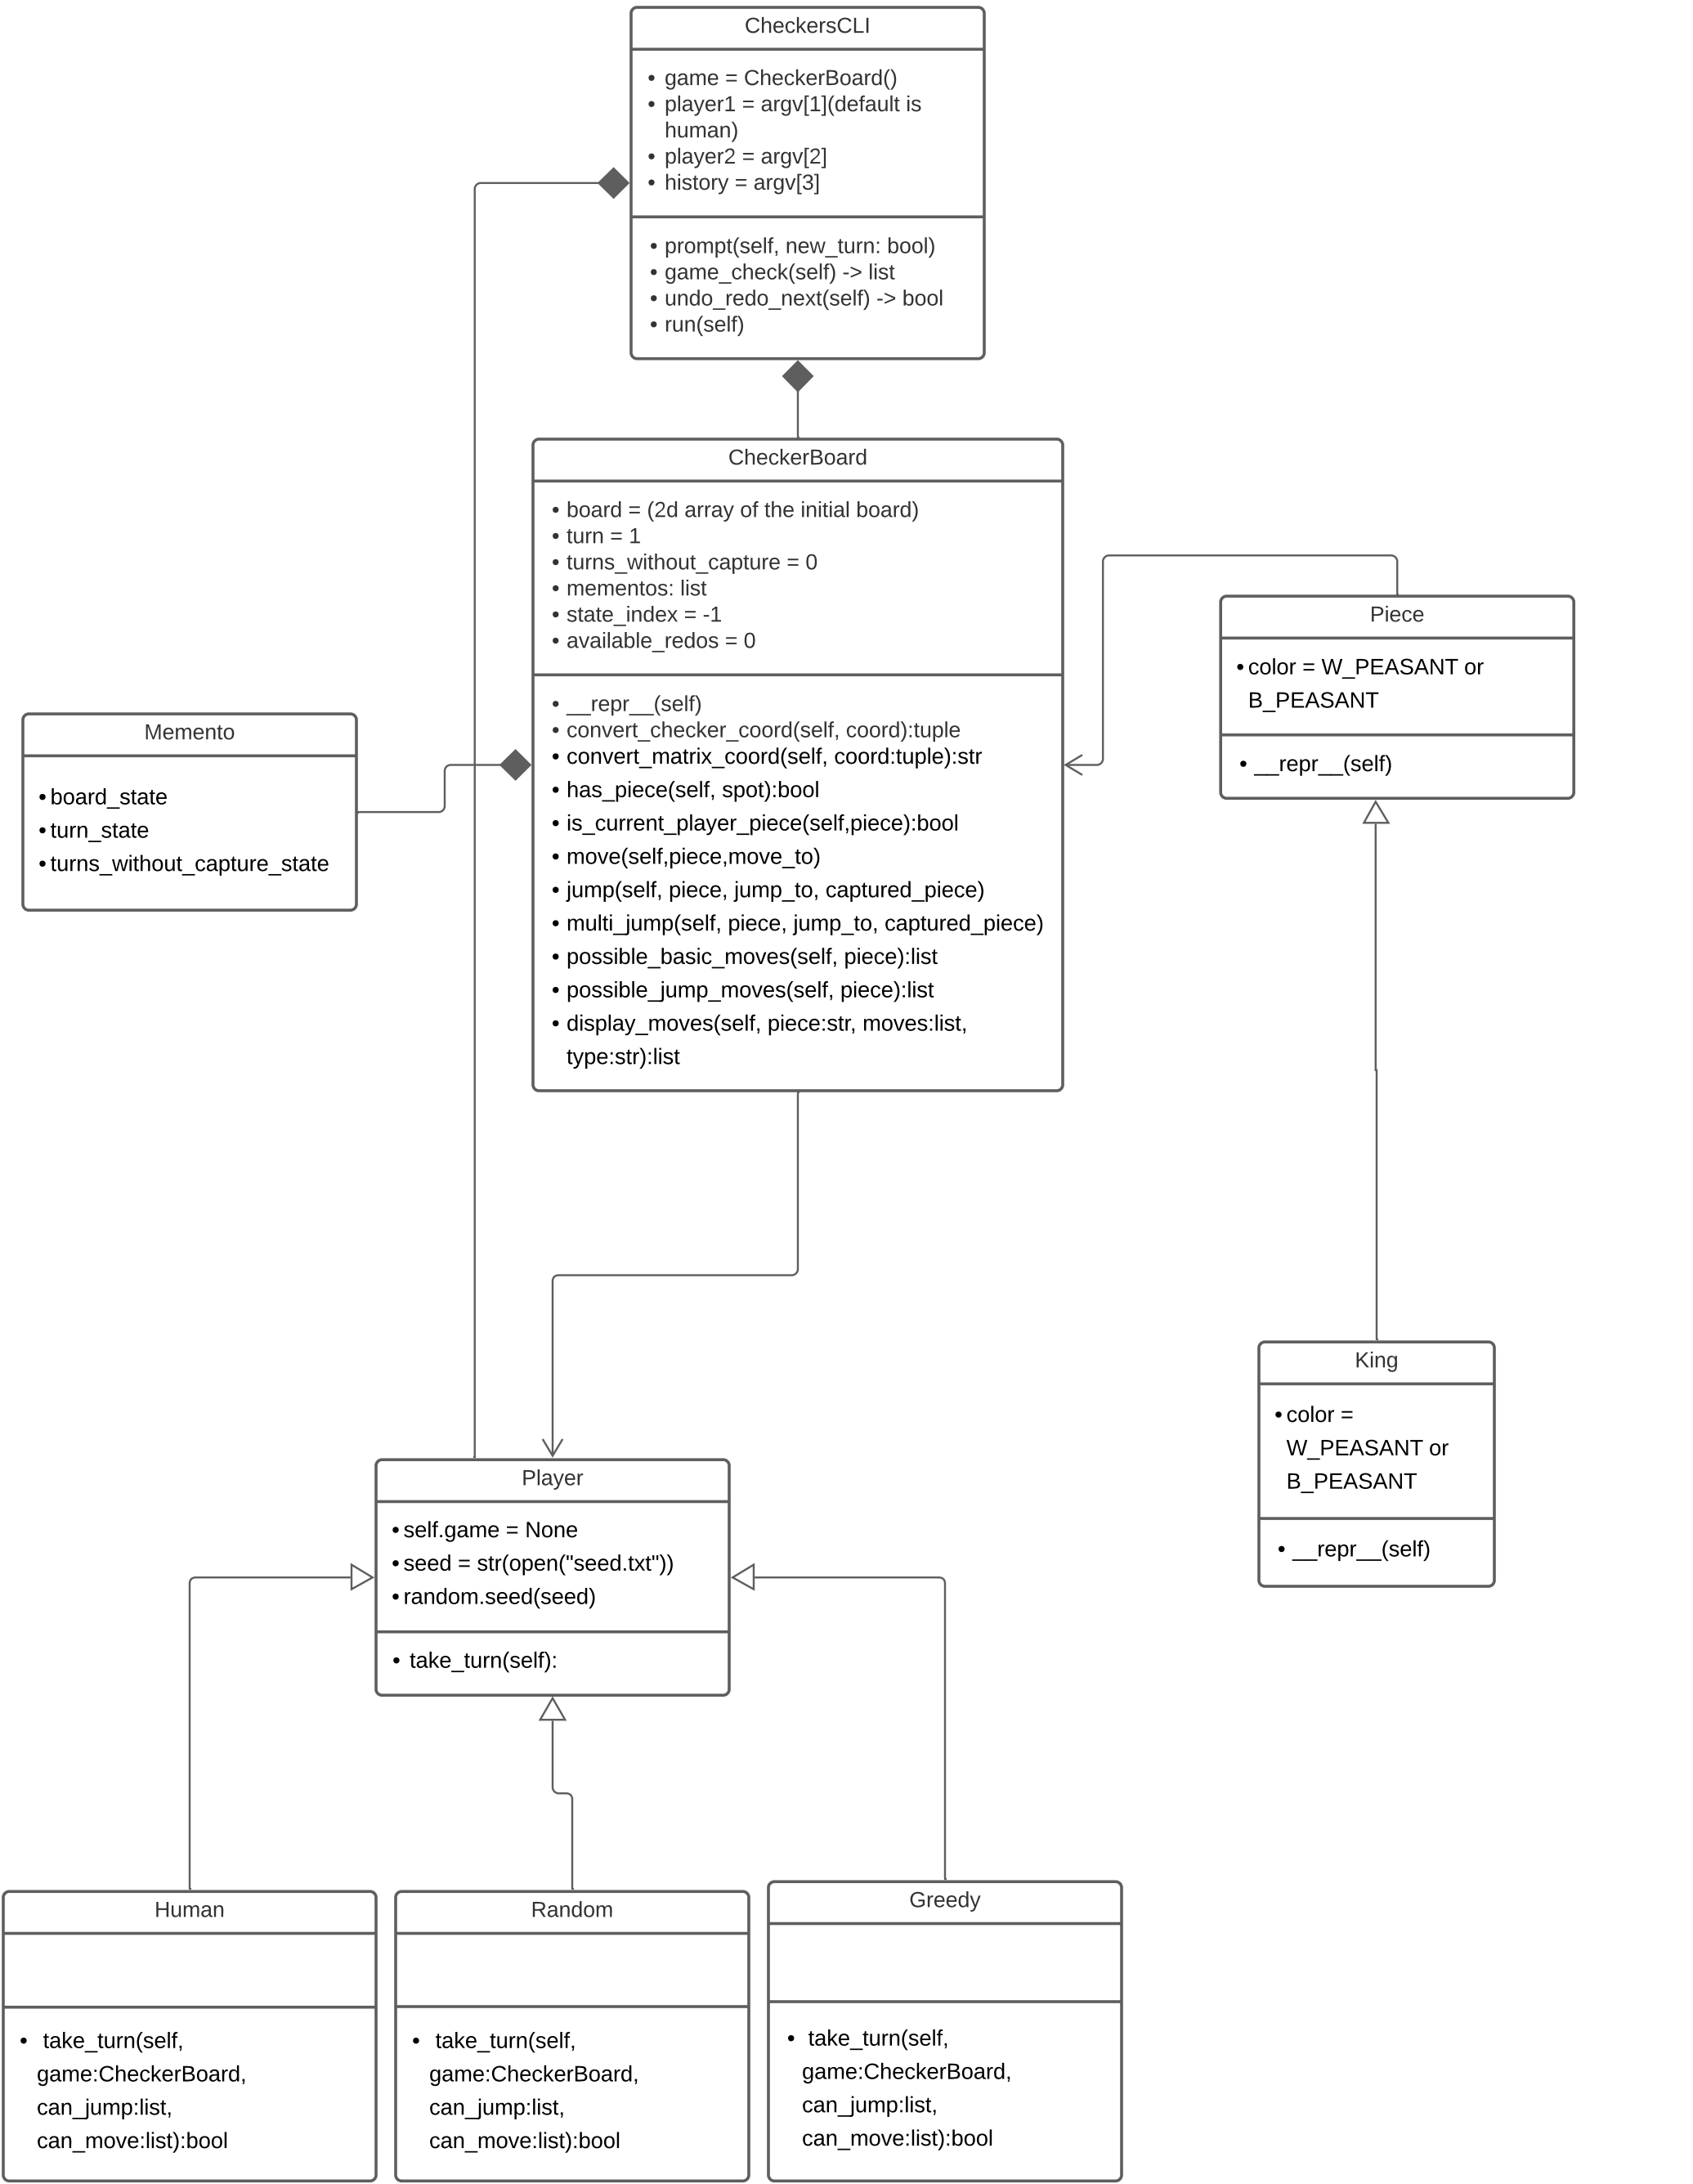 CheckersCLI
• game = CheckerBoard()
• player1 = argv[1](default is
human)
• player2 = argv[2]
• history = argv[3]
• prompt(self, new_turn: bool)
• game_check(self) -> list
• undo_redo_next(self) -> bool
• run(self)
CheckerBoard
• board = (2d array of the initial board)
• turn = 1
• turns_without_capture = 0
• mementos: list
• state_index = -1
• available_redos = 0
• __repr__(self)
• convert_checker_coord(self, coord):tuple
• convert_matrix_coord(self, coord:tuple):str
• has_piece(self, spot):bool
• is_current_player_piece(self,piece):bool
• move(self,piece,move_to)
• jump(self, piece, jump_to, captured_piece)
• multi_jump(self, piece, jump_to, captured_piece)
• possible_basic_moves(self, piece):list
• possible_jump_moves(self, piece):list
• display_moves(self, piece:str, moves:list,
type:str):list
Piece
• color = W_PEASANT or
B_PEASANT
• __repr__(self)
Memento
• board_state
• turn_state
• turns_without_capture_state
King
• color =
W_PEASANT or
B_PEASANT
• __repr__(self)
Player
• self.game = None
• seed = str(open("seed.txt"))
• random.seed(seed)
• take_turn(self):
Human
• take_turn(self,
game:CheckerBoard,
can_jump:list,
can_move:list):bool
Random
• take_turn(self,
game:CheckerBoard,
can_jump:list,
can_move:list):bool
Greedy
• take_turn(self,
game:CheckerBoard,
can_jump:list,
can_move:list):bool